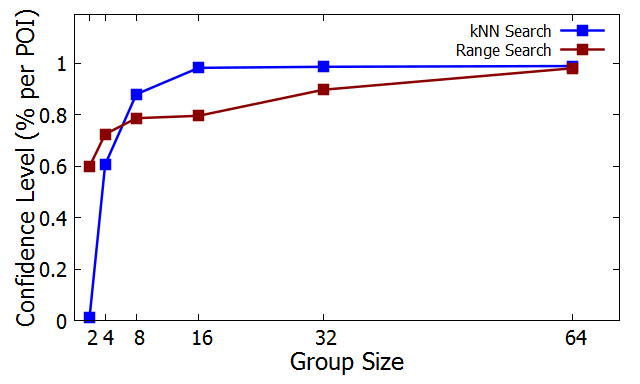 kNN Search
Range Search
Confidence Level (% per POI)
1
0.8
0.6
0.4
0.2
0
2 4 8 16 32 64
Group Size